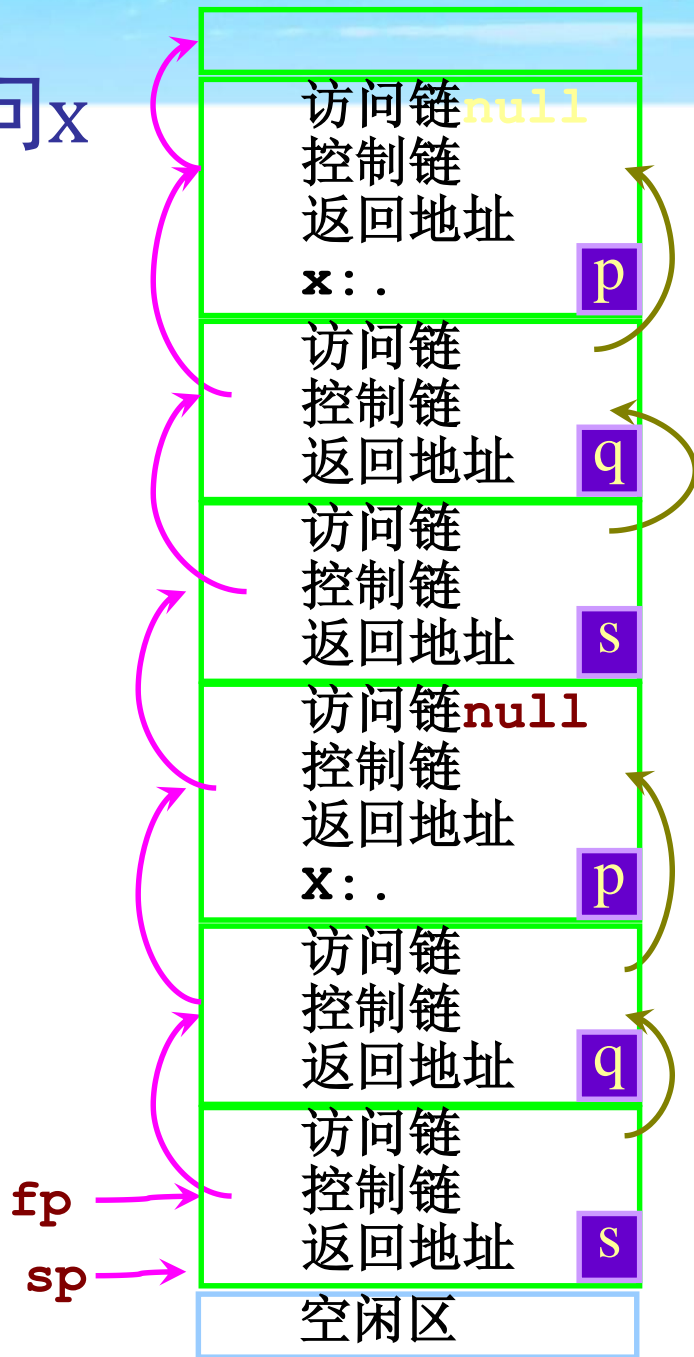 问x
访问链null
控制链
返回地址
x:. p
访问链
控制链
返回地址 q
访问链
控制链
返回地址 s
访问链null
控制链
返回地址
X:. p
访问链
控制链
返回地址 q
访问链
fp 控制链
sp 返回地址 s
空闲区